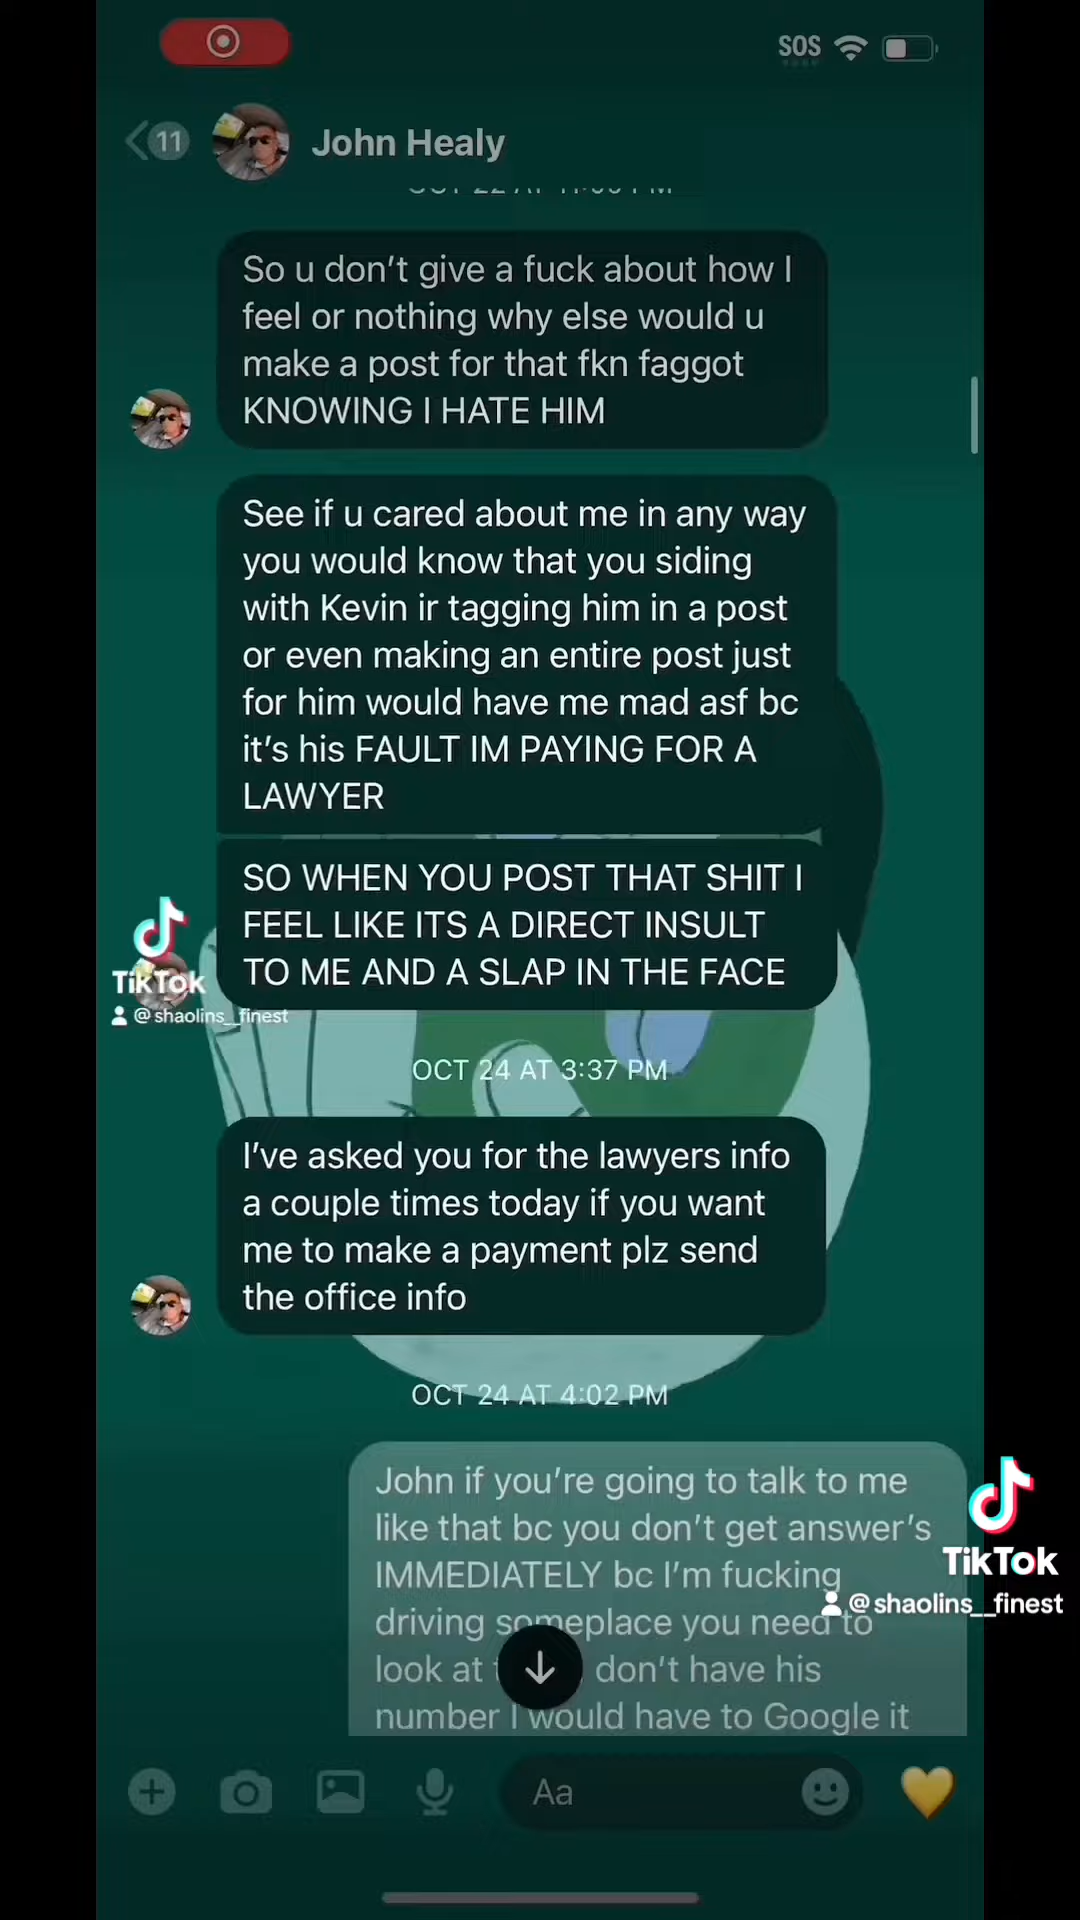 SOS
11
John Healy
So u don't give a fuck about how I
feel or nothing why else would u
make a post for that fkn faggot
KNOWING I HATE HIM
See if u cared about me in any way
you would know that you siding
with Kevin ir tagging him in a post
or even making an entire post just
for him would have me mad asf bc
it's his FAULT IM PAYING FOR A
LAWYER
SO WHEN YOU POST THAT SHIT I
FEEL LIKE ITS A DIRECT INSULT
TO ME AND A SLAP IN THE FACE
TikTok
@shaolins__finest
OCT 24 AT 3:37 PM
I've asked you for the lawyers info
a couple times today if you want
me to make a payment plz send
the office info
OCT 24 AT 4:02 PM
John if you're going to talk to me
like that bc you don't get answer's
IMMEDIATELY bc I'm fucking
driving someplace you need to
look at don't have his
number I would have to Google it
TikTok
@shaolins__finest
Aa